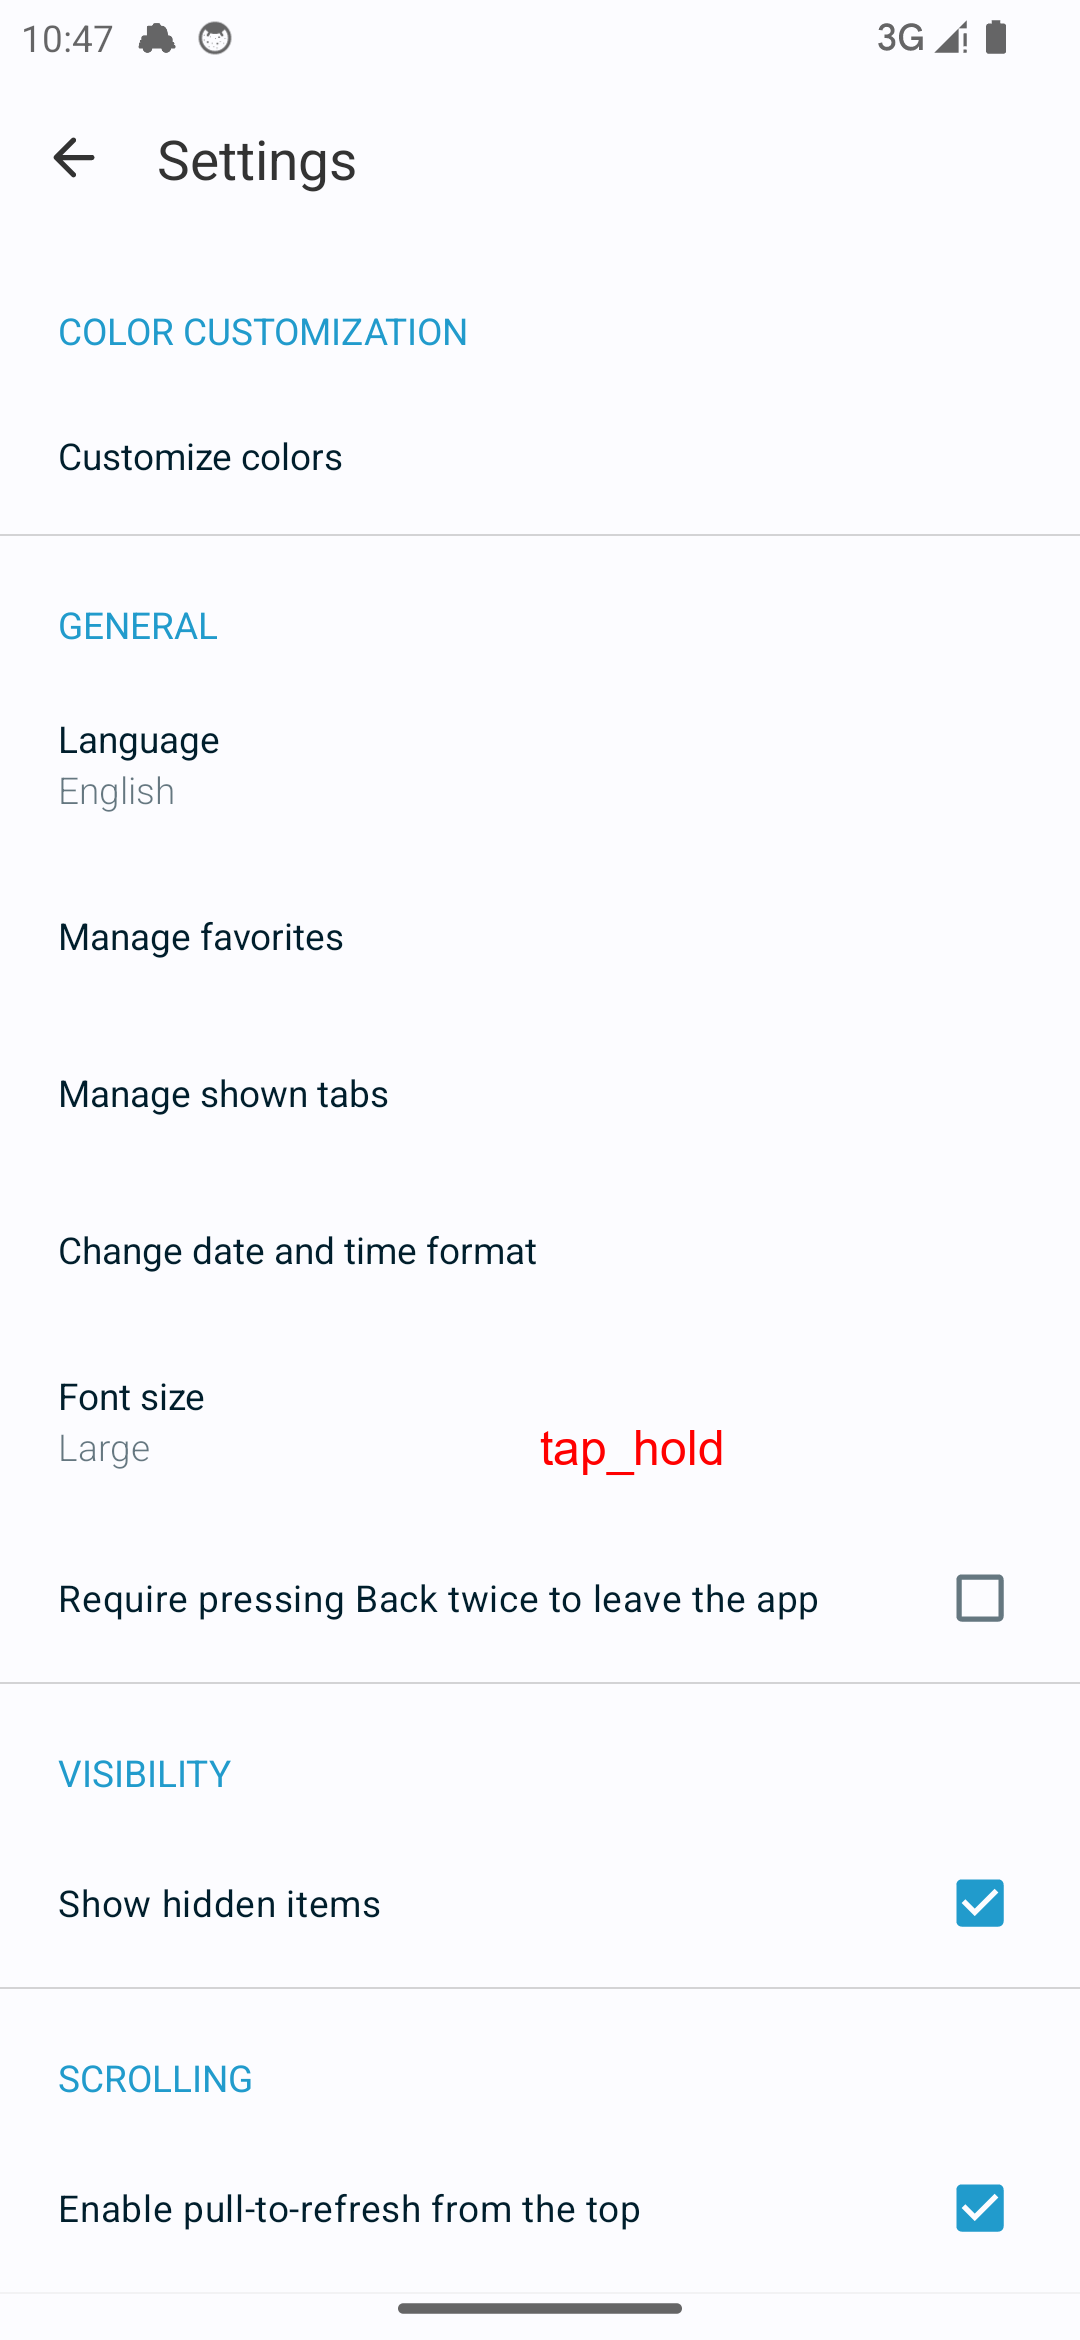 10:47 3G
Settings
COLOR CUSTOMIZATION
Customize colors
GENERAL
Language
English
Manage favorites
Manage shown tabs
Change date and time format
Font size
Large
tap_hold
Require pressing Back twice to leave the app
VISIBILITY
Show hidden items
SCROLLING
Enable pull-to-refresh from the top